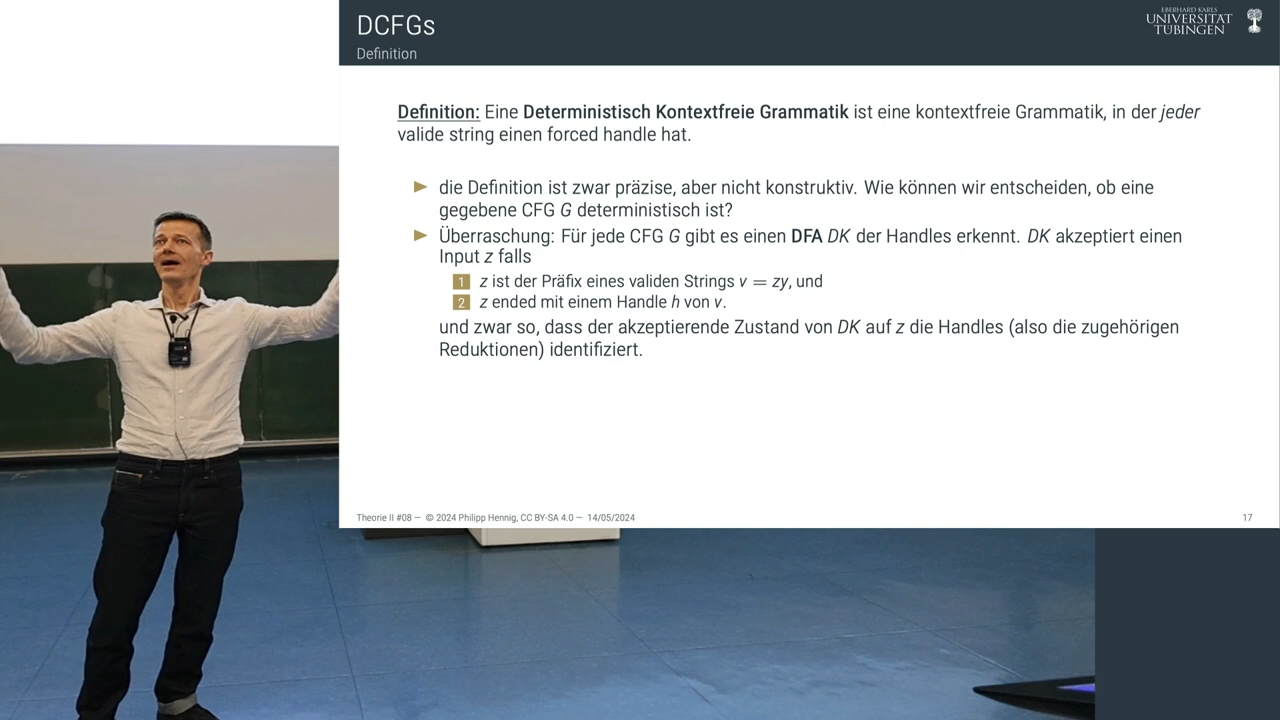 DCFGs
Definition
EBERHARD KARLS
UNIVERSITÄT
TÜBINGEN
Definition: Eine Deterministisch Kontextfreie Grammatik ist eine kontextfreie Grammatik, in der jeder
valide string einen forced handle hat.
die Definition ist zwar präzise, aber nicht konstruktiv. Wie können wir entscheiden, ob eine
gegebene CFG G deterministisch ist?
Überraschung: Für jede CFG G gibt es einen DFA DK der Handles erkennt. DK akzeptiert einen
Input z falls
1 z ist der Präfix eines validen Strings v = zy, und
2 z ended mit einem Handle h von v.
und zwar so, dass der akzeptierende Zustand von DK auf z die Handles (also die zugehörigen
Reduktionen) identifiziert.
Theorie II #08 — © 2024 Philipp Hennig, CC BY-SA 4.0 — 14/05/2024
17